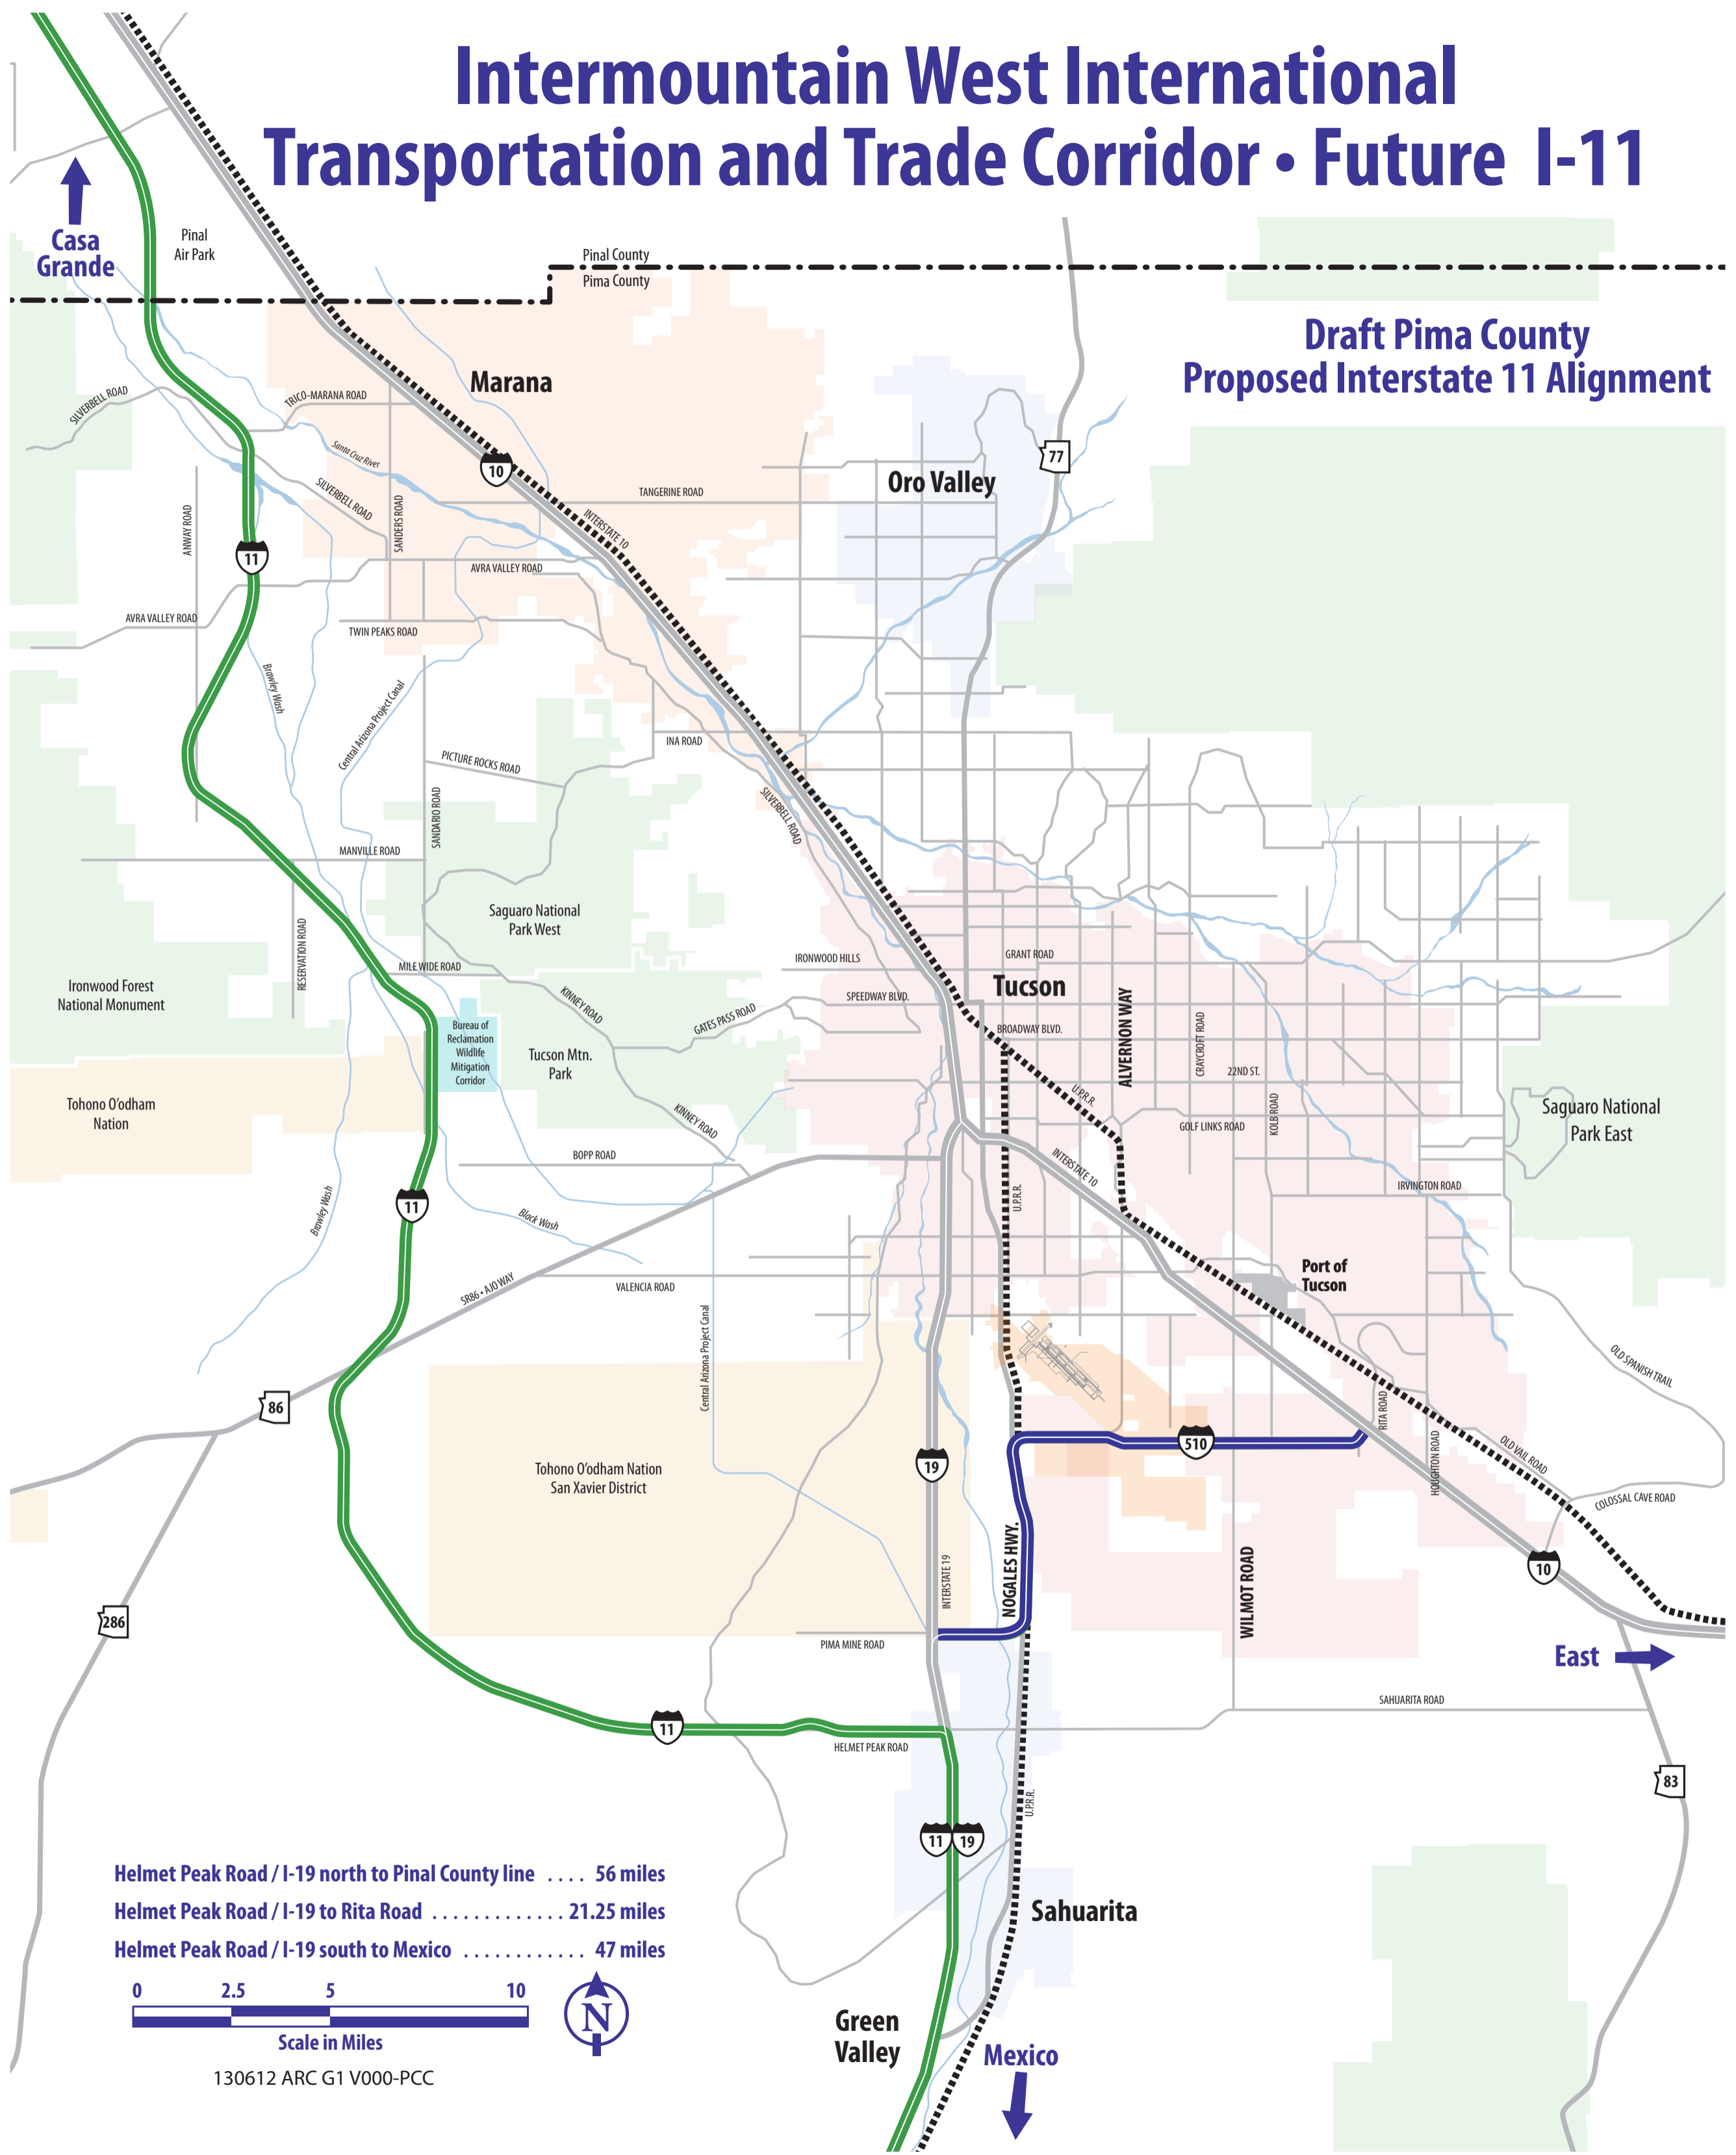 Intermountain West International
Transportation and Trade Corridor • Future I-11
Casa
Grande
Pinal
Air Park
Pinal County
Pima County
Draft Pima County
Proposed Interstate 11 Alignment
Marana
SILVERBELL ROAD
TRICO-MARANA ROAD
Santa Cruz Rivet
10
77
Oro Valley
TANGERINE ROAD
SILVERBELL ROAD
SANDERS ROAD
ANWAY ROAD
INTERSTATE 10
11
AVRA VALLEY ROAD
AVRA VALLEY ROAD
TWIN PEAKS ROAD
Brawley Wash
Central Arizona Project Canal
INA ROAD
PICTURE ROCKS ROAD
SANDARIO ROAD
SILVERBELL ROAD
MANVILLE ROAD
Saguaro National
Park West
RESERVATION ROAD
MILE WIDE ROAD
IRONWOOD HILLS
GRANT ROAD
Ironwood Forest
National Monument
KINNEY ROAD
SPEEDWAY BLVD.
Tucson
GATES PASS ROAD
BROADWAY BLVD.
ALVERNON WAY
CRAYCROFT ROAD
Bureau of
Reclamation
Wildlife
Mitigation
Corridor
Tucson Mtn.
Park
22ND ST.
U.P.R.R.
Tohono O'odham
Nation
KINNEY ROAD
GOLF LINKS ROAD
KOLB ROAD
Saguaro National
Park East
BOPP ROAD
INTERSTATE 10
IRVINGTON ROAD
11
Brawley Wash
Black Wash
U.P.R.R.
SR86 • AJO WAY
VALENCIA ROAD
Port of
Tucson
Central Arizona Project Canal
OLD SPANISH TRAIL
86
RITA ROAD
510
19
HOUGHTON ROAD
OLD VAIL ROAD
Tohono O'odham Nation
San Xavier District
COLOSSAL CAVE ROAD
NOGALES HWY.
INTERSTATE 19
WILMOT ROAD
10
286
PIMA MINE ROAD
East
SAHUARITA ROAD
11
HELMET PEAK ROAD
83
U.P.R.R.
11
19
Helmet Peak Road / I-19 north to Pinal County line .... 56 miles
Helmet Peak Road / I-19 to Rita Road ............. 21.25 miles
Helmet Peak Road / I-19 south to Mexico ............ 47 miles
Sahuarita
0 2.5 5 10
N
Scale in Miles
130612 ARC G1 V000-PCC
Green
Valley
Mexico